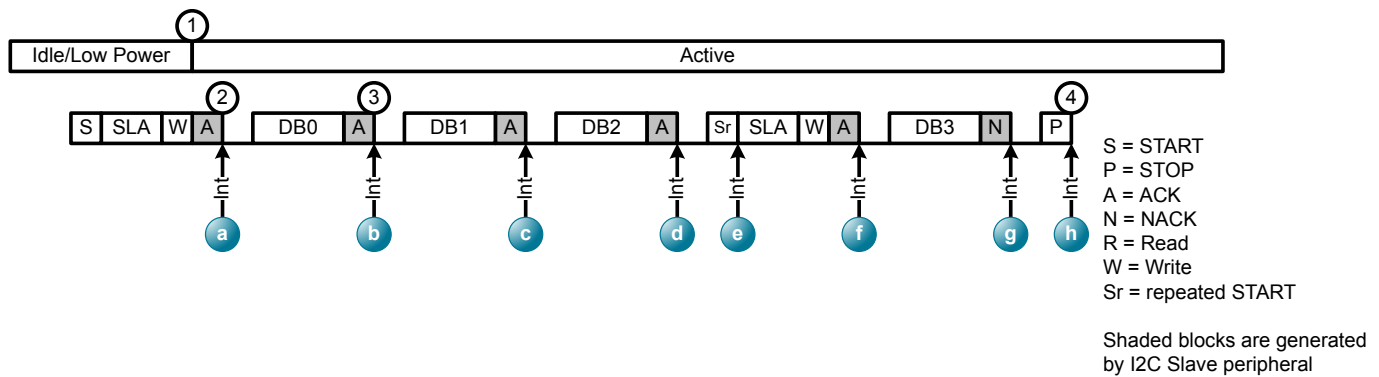 1
Idle/Low Power Active
2 3 4
S SLA W A DB0 A DB1 A DB2 A Sr SLA W A DB3 N P
Int Int Int Int Int Int Int Int
a b c d e f g h
S = START
P = STOP
A = ACK
N = NACK
R = Read
W = Write
Sr = repeated START
Shaded blocks are generated
by I2C Slave peripheral